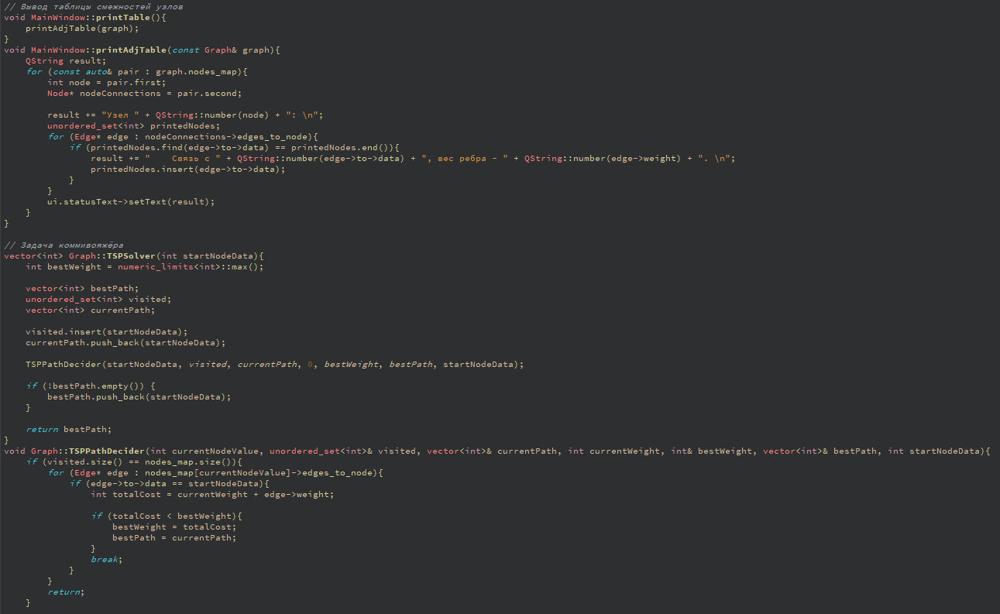 // Вывод таблицы смежностей узлов
void MainWindow::printTable(){
    printAdjTable(graph);
}
void MainWindow::printAdjTable(const Graph& graph){
    QString result;
    for (const auto& pair : graph.nodes_map){
        int node = pair.first;
        Node* nodeConnections = pair.second;

        result += "Узел " + QString::number(node) + ": \n";
        unordered_set<int> printedNodes;
        for (Edge* edge : nodeConnections->edges_to_node){
            if (printedNodes.find(edge->to->data) == printedNodes.end()){
                result += "    Связь с " + QString::number(edge->to->data) + ", вес ребра - " + QString::number(edge->weight) + ". \n";
                printedNodes.insert(edge->to->data);
            }
        }
        ui.statusText->setText(result);
    }
}

// Задача коммивояжёра
vector<int> Graph::TSPSolver(int startNodeData){
    int bestWeight = numeric_limits<int>::max();

    vector<int> bestPath;
    unordered_set<int> visited;
    vector<int> currentPath;

    visited.insert(startNodeData);
    currentPath.push_back(startNodeData);

    TSPPathDecider(startNodeData, visited, currentPath, 0, bestWeight, bestPath, startNodeData);

    if (!bestPath.empty()) {
        bestPath.push_back(startNodeData);
    }

    return bestPath;
}
void Graph::TSPPathDecider(int currentNodeValue, unordered_set<int>& visited, vector<int>& currentPath, int currentWeight, int& bestWeight, vector<int>& bestPath, int startNodeData){
    if (visited.size() == nodes_map.size()){
        for (Edge* edge : nodes_map[currentNodeValue]->edges_to_node){
            if (edge->to->data == startNodeData){
                int totalCost = currentWeight + edge->weight;

                if (totalCost < bestWeight){
                    bestWeight = totalCost;
                    bestPath = currentPath;
                }
                break;
            }
        }
        return;
    }